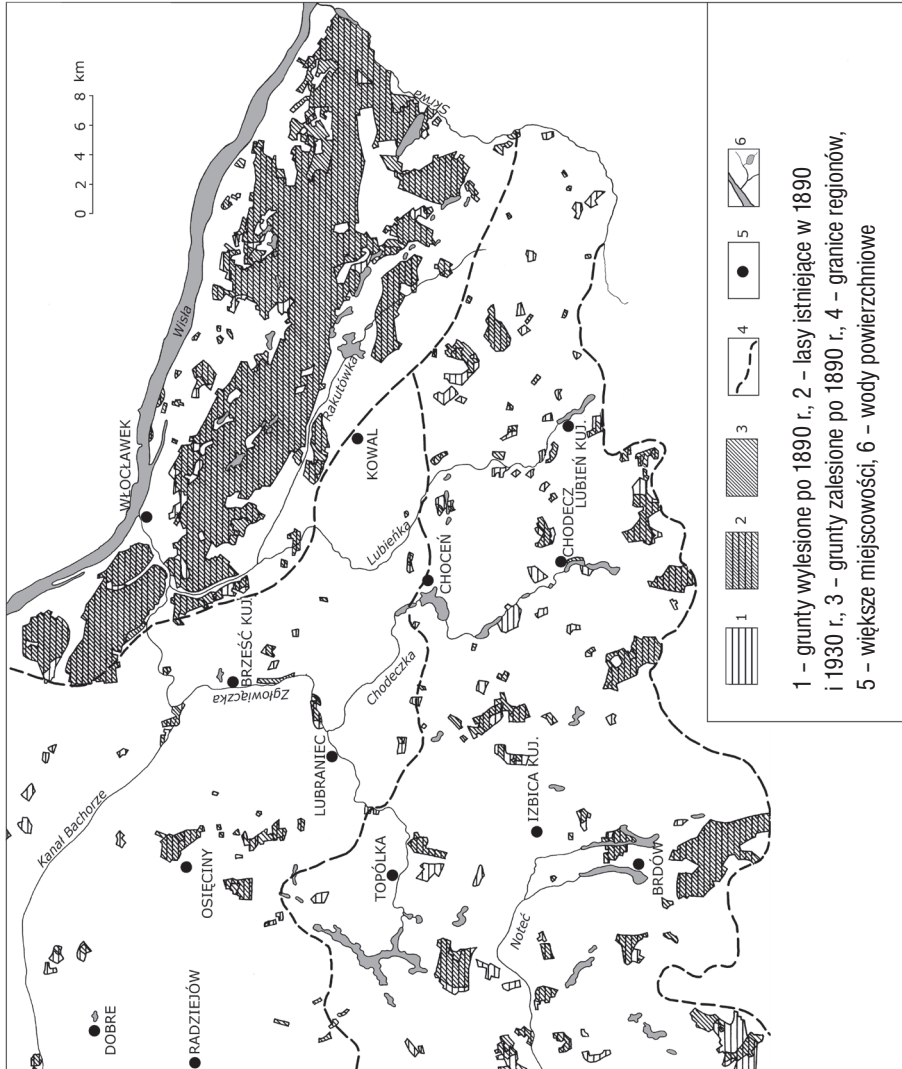 0 2 4 6 8 km
Wisła
WŁOCŁAWEK
Skrwa
Rakutówka
KOWAL
Kanał Bachorze
BRZEŚĆ KUJ.
Zgłowiączka
Lubieńka
LUBIEŃ KUJ.
DOBRE
OSIĘCINY
LUBRANIEC
Chodeczka
CHOCEŃ
CHODECZ
RADZIEJÓW
TOPÓLKA
IZBICA KUJ.
Noteć
BRDÓW
1 2 3 4 5 6
1 – grunty wylesione po 1890 r., 2 – lasy istniejące w 1890
i 1930 r., 3 – grunty zalesione po 1890 r., 4 – granice regionów,
5 – większe miejscowości, 6 – wody powierzchniowe